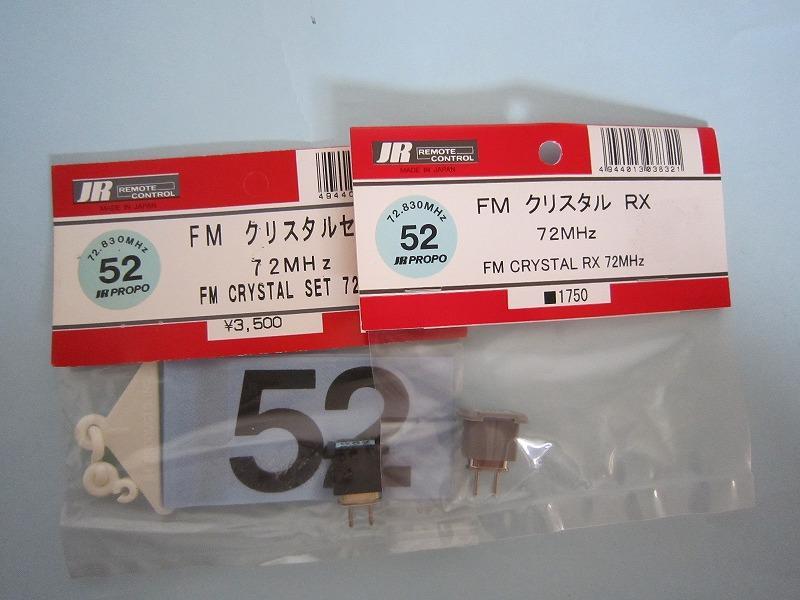 JR REMOTE CONTROL
MADE IN JAPAN
72.830MHz
52
JR PROPO
FM クリスタルセ
72MHz
FM CRYSTAL SET 72
¥3,500
49440
JR REMOTE CONTROL
MADE IN JAPAN
4944013038321
72.830MHz
52
JR PROPO
FM クリスタル RX
72MHz
FM CRYSTAL RX 72MHz
■1750
52